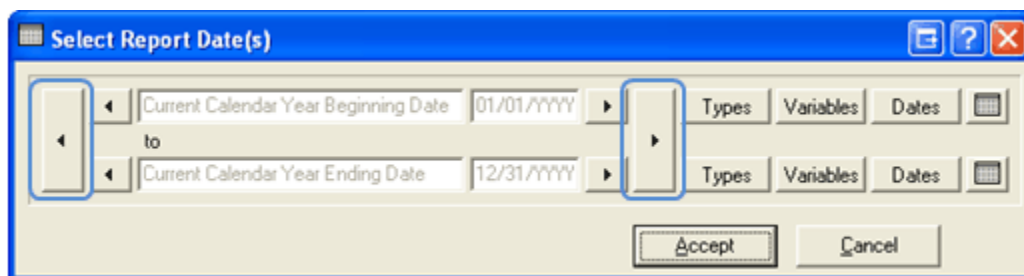 Select Report Date(s)
Current Calendar Year Beginning Date 01/01/YYYY Types Variables Dates
to
Current Calendar Year Ending Date 12/31/YYYY Types Variables Dates
Accept Cancel